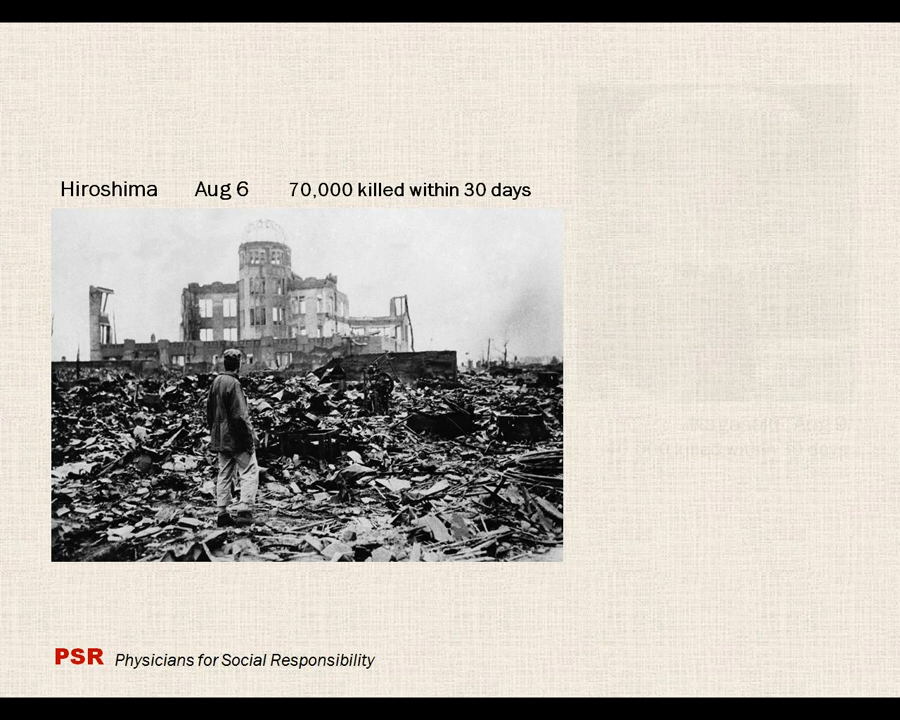 Hiroshima Aug 6 70,000 killed within 30 days
PSR Physicians for Social Responsibility